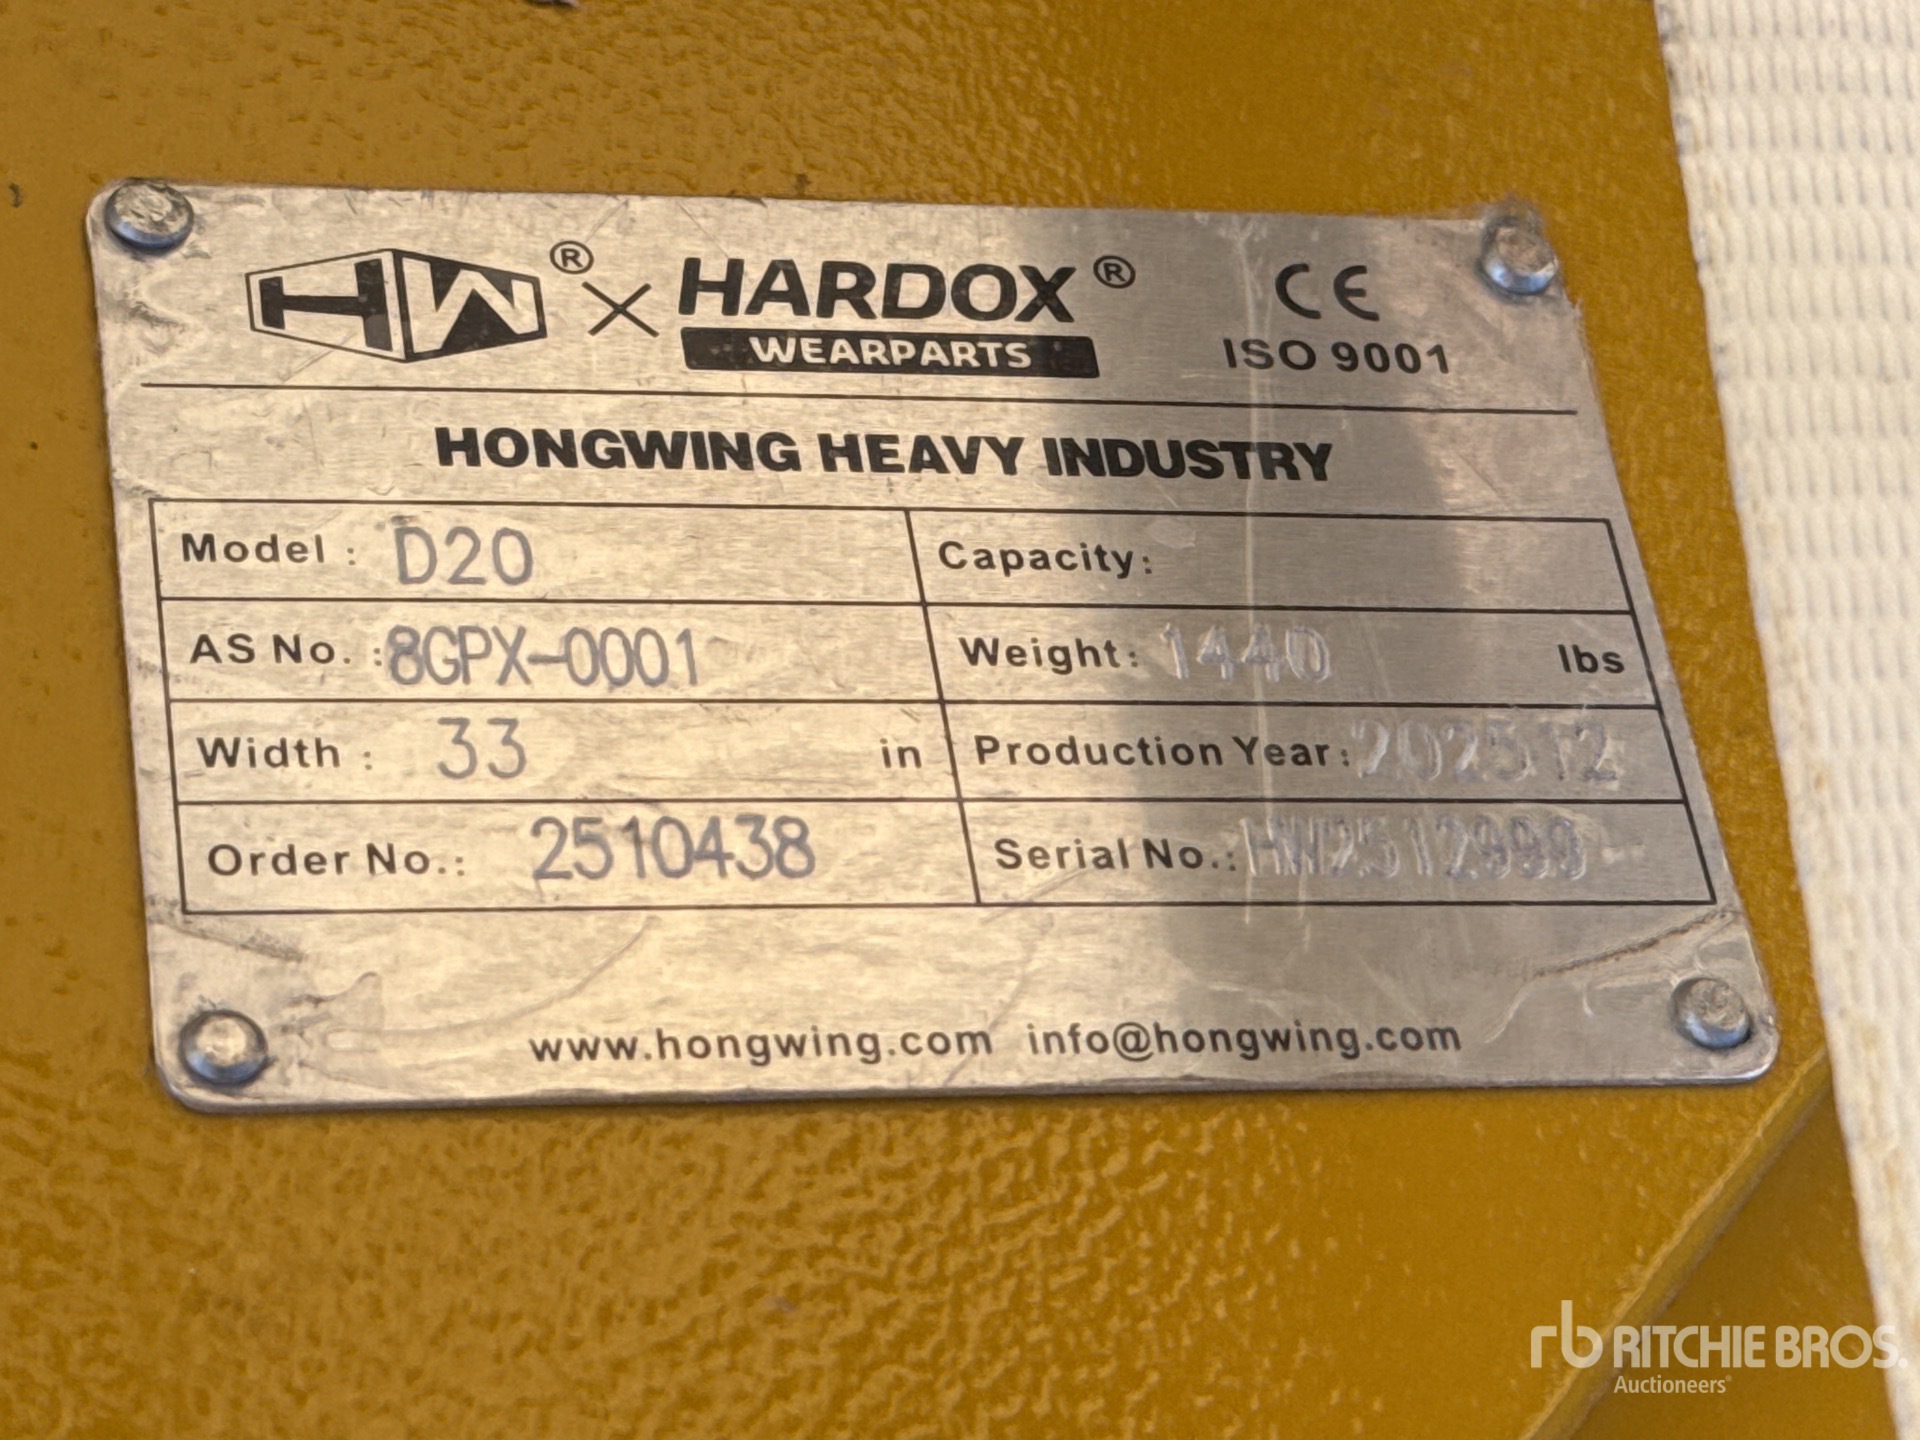 HW® × HARDOX®
WEARPARTS
CE
ISO 9001
HONGWING HEAVY INDUSTRY
Model : D20
Capacity:
AS No. :8GPX-0001
Weight: 1440 lbs
Width : 33 in
Production Year: 202512
Order No.: 2510438
Serial No.: HW2512999
www.hongwing.com info@hongwing.com
rb RITCHIE BROS.
Auctioneers®